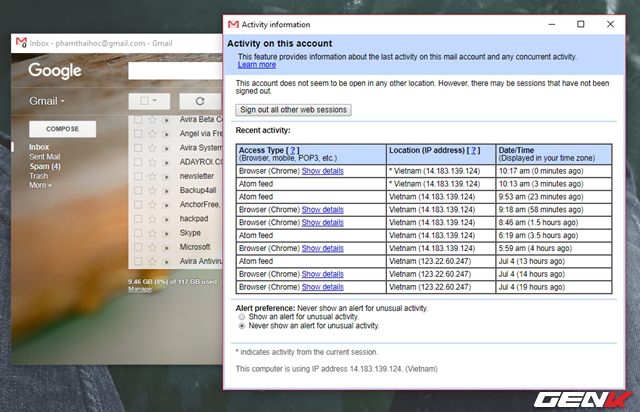 Inbox - phamthaihoc@gmail.com - Gmail
Google
Gmail
COMPOSE
Inbox
Sent Mail
Spam (4)
Trash
More
Avira Beta C
Angel via Fre
Avira System
ADAYROI.CO
newsletter
Backup4all
AnchorFree,
hackpad
Skype
Microsoft
Avira Antiviru
9.46 GB (8%) of 117 GB used
Manage
Activity information
Activity on this account
This feature provides information about the last activity on this mail account and any concurrent activity.
Learn more
This account does not seem to be open in any other location. However, there may be sessions that have not been
signed out.
Sign out all other web sessions
Recent activity:
Access Type [ ? ] Location (IP address) [ ? ] Date/Time
(Browser, mobile, POP3, etc.) (Displayed in your time zone)
Browser (Chrome) Show details * Vietnam (14.183.139.124) 10:17 am (0 minutes ago)
Atom feed * Vietnam (14.183.139.124) 10:13 am (3 minutes ago)
Atom feed Vietnam (14.183.139.124) 9:53 am (23 minutes ago)
Browser (Chrome) Show details Vietnam (14.183.139.124) 9:18 am (58 minutes ago)
Browser (Chrome) Show details Vietnam (14.183.139.124) 8:46 am (1.5 hours ago)
Atom feed Vietnam (14.183.139.124) 6:19 am (3.5 hours ago)
Browser (Chrome) Show details Vietnam (14.183.139.124) 5:59 am (4 hours ago)
Atom feed Vietnam (123.22.60.247) Jul 4 (13 hours ago)
Browser (Chrome) Show details Vietnam (123.22.60.247) Jul 4 (14 hours ago)
Browser (Chrome) Show details Vietnam (123.22.60.247) Jul 4 (19 hours ago)
Alert preference: Never show an alert for unusual activity.
Show an alert for unusual activity.
Never show an alert for unusual activity.
* indicates activity from the current session.
This computer is using IP address 14.183.139.124. (Vietnam)
GENK